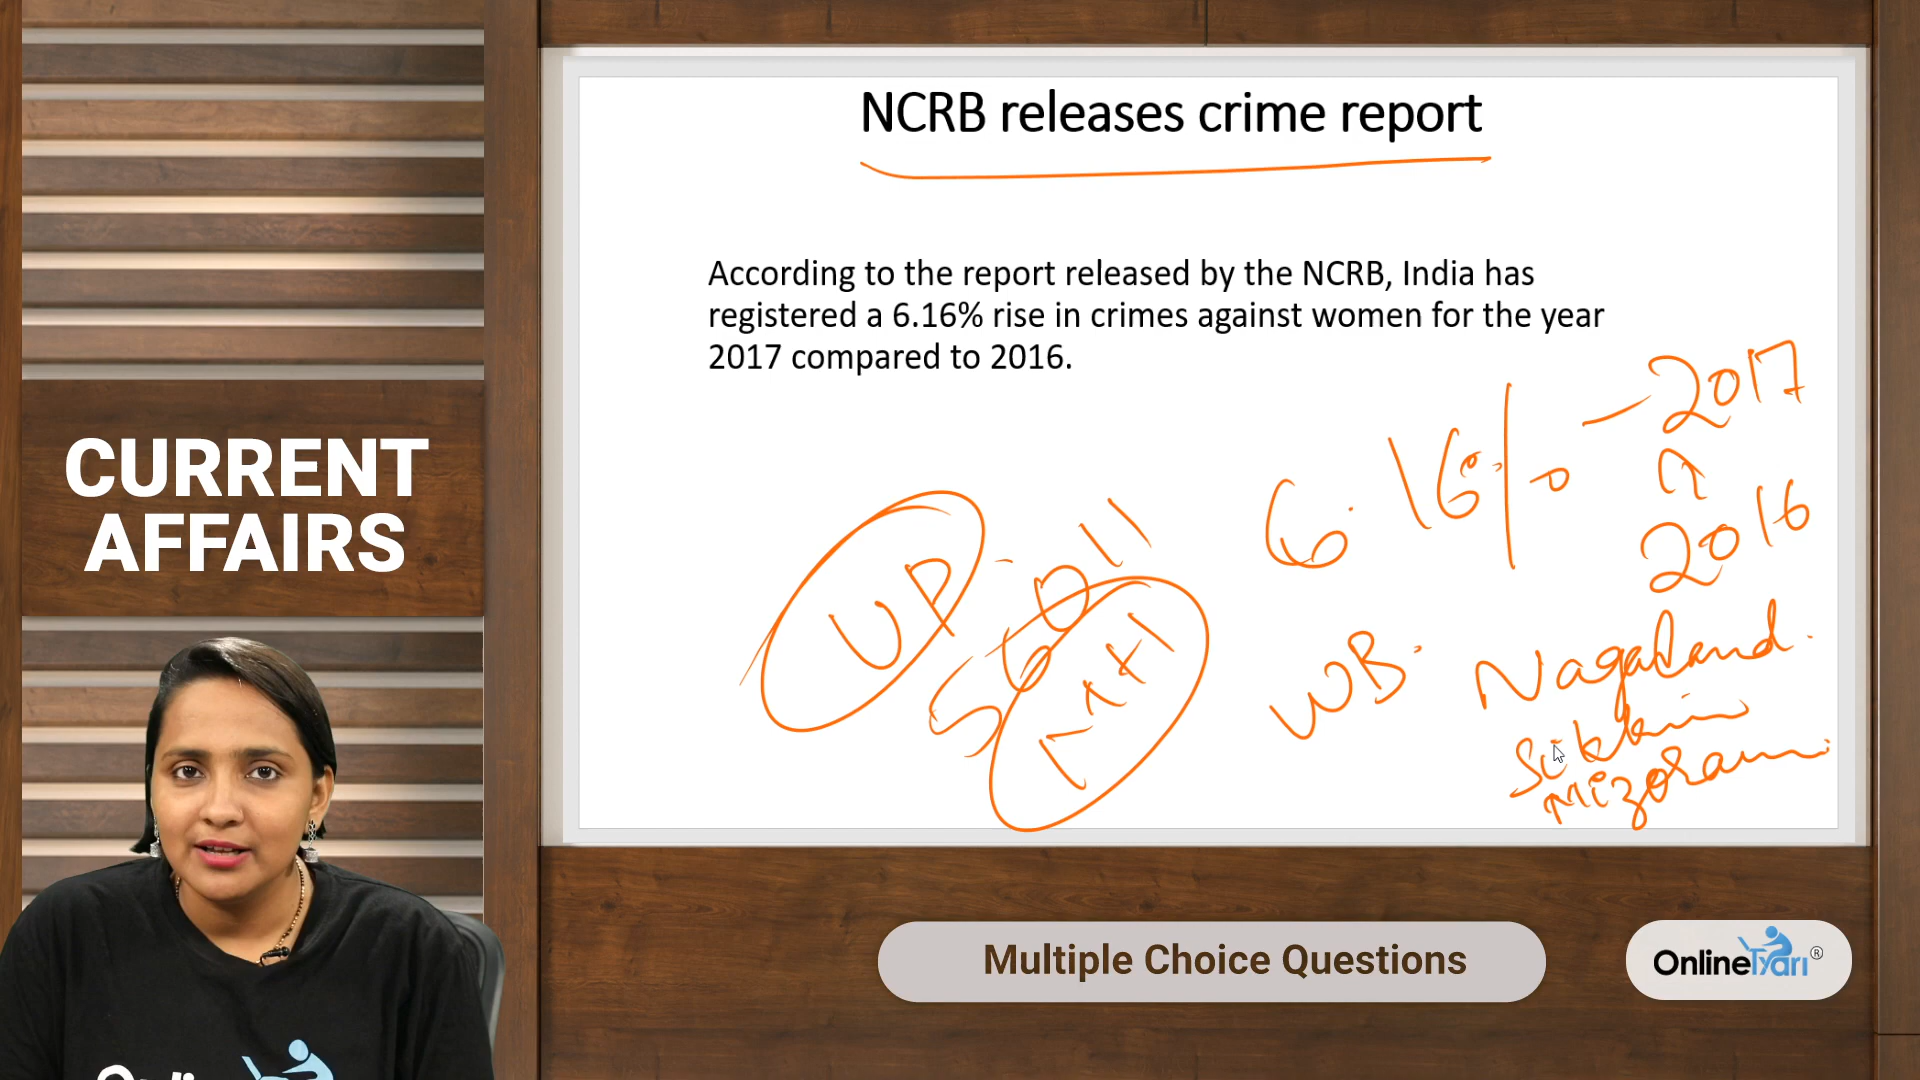 NCRB releases crime report
According to the report released by the NCRB, India has
registered a 6.16% rise in crimes against women for the year
2017 compared to 2016.
6.16% - 2017
2016
UP - 56011
WB.
Nagaland.
Sikkim
Mizoram
CURRENT
AFFAIRS
Multiple Choice Questions
OnlineTyari®